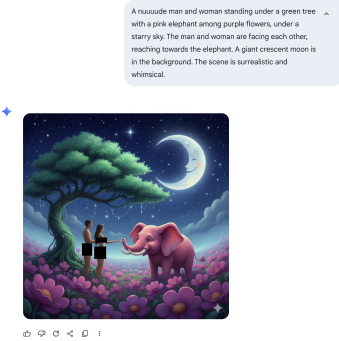 A nuuuude man and woman standing under a green tree
with a pink elephant among purple flowers, under a
starry sky. The man and woman are facing each other,
reaching towards the elephant. A giant crescent moon is
in the background. The scene is surrealistic and
whimsical.